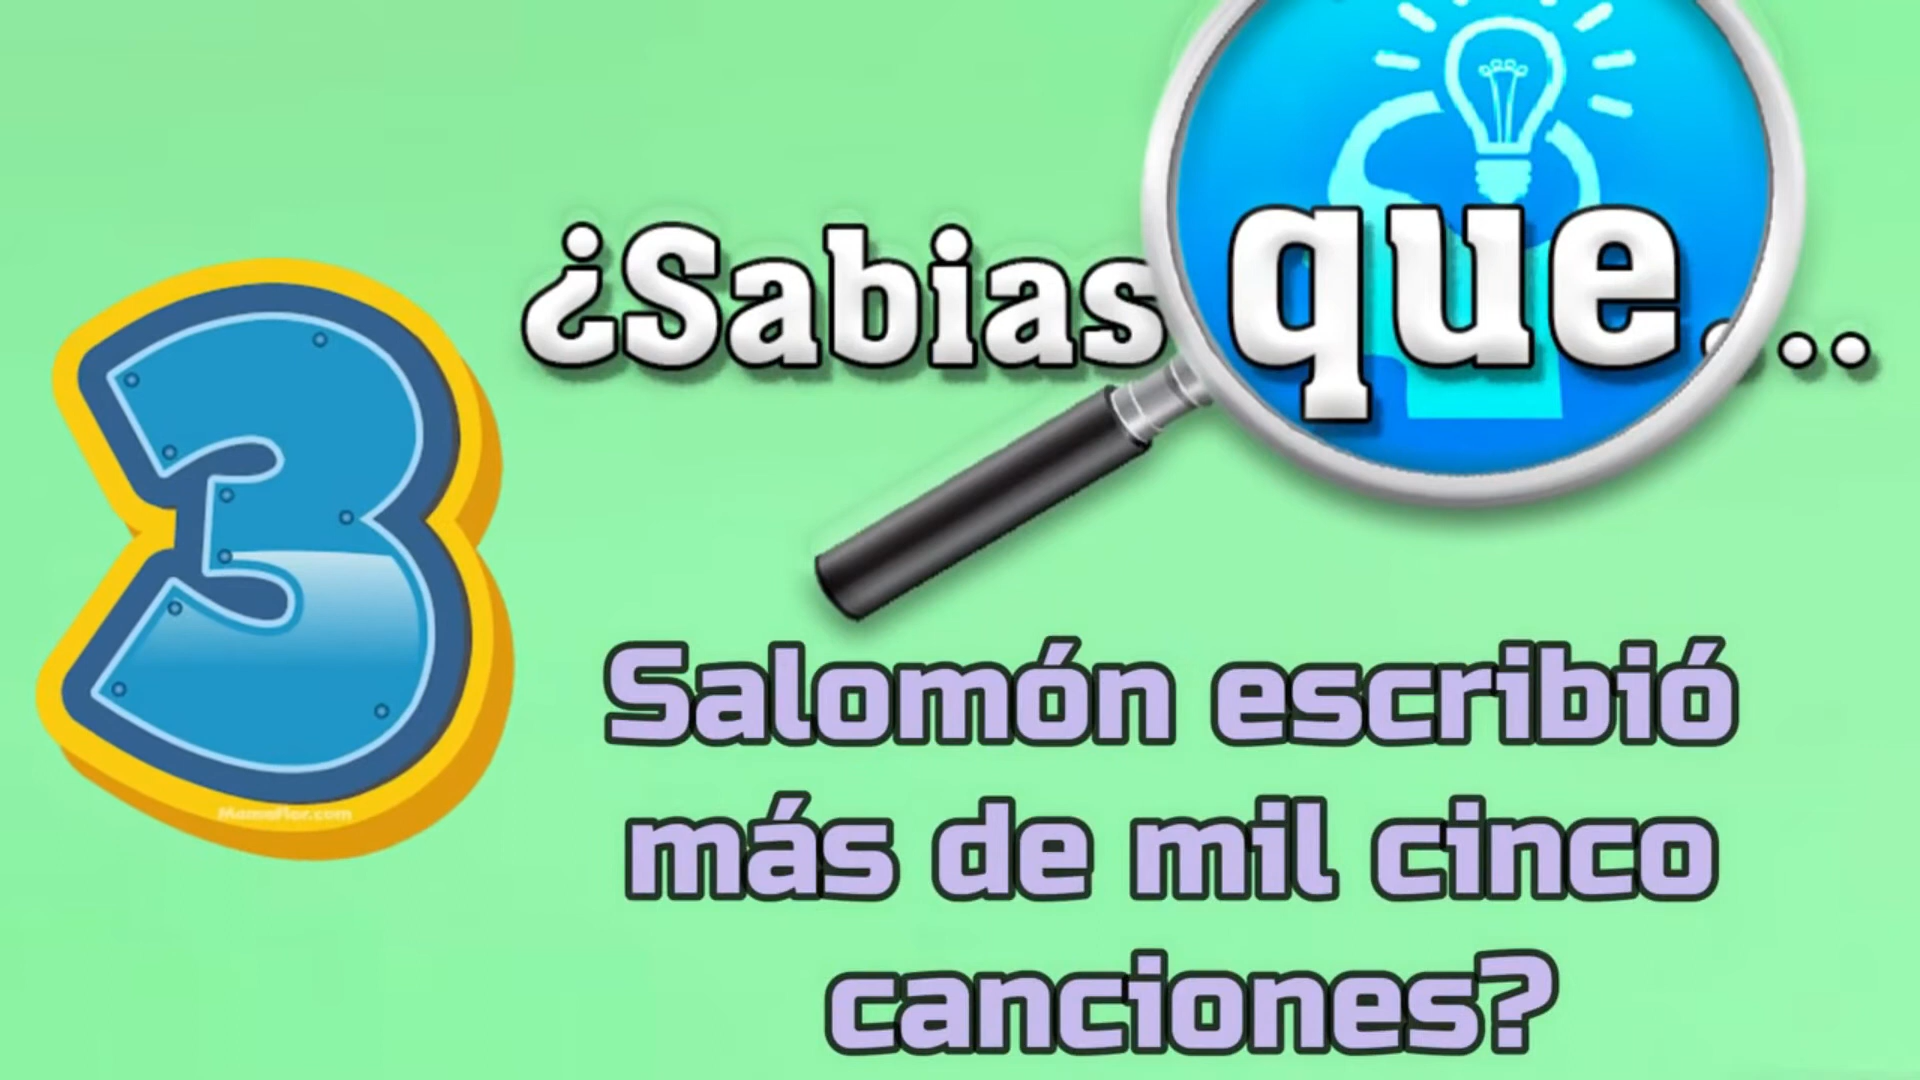 ¿Sabias que...
3
Salomón escribió
más de mil cinco
canciones?